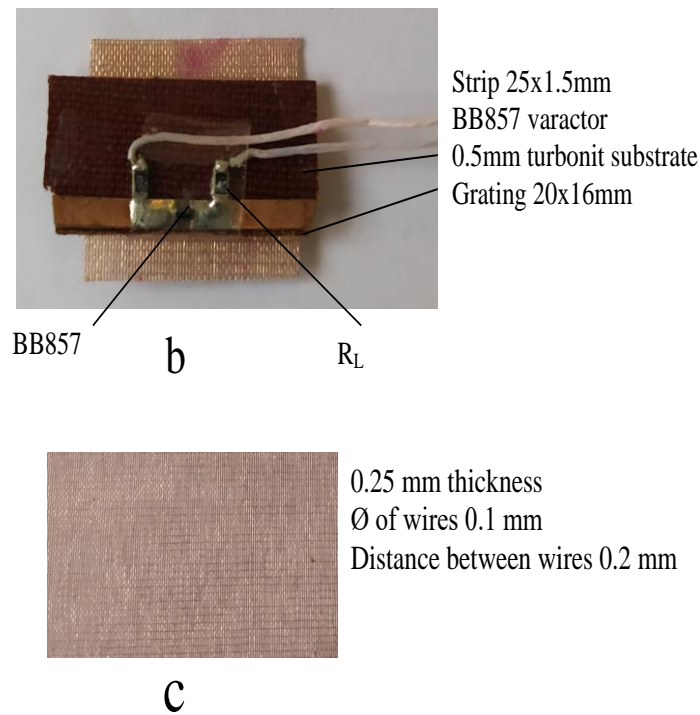 Strip 25x1.5mm
BB857 varactor
0.5mm turbonit substrate
Grating 20x16mm
BB857
b
R_L
0.25 mm thickness
Ø of wires 0.1 mm
Distance between wires 0.2 mm
c